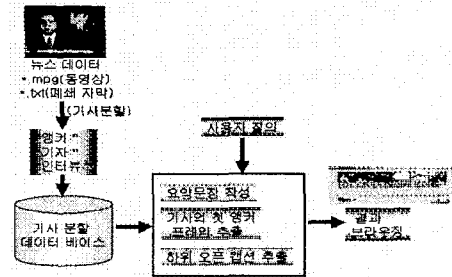 뉴스 데이터
*.mpg(동영상)
*.txt(폐쇄 자막)
(기사분할)
앵커:"
기자:"
인터뷰
기사 분할
데이터 베이스
사용자 질의
요약문장 작성
기사의 첫 앵커
프레임 추출
하위 오픈 캡션 추출
결과
브라우징